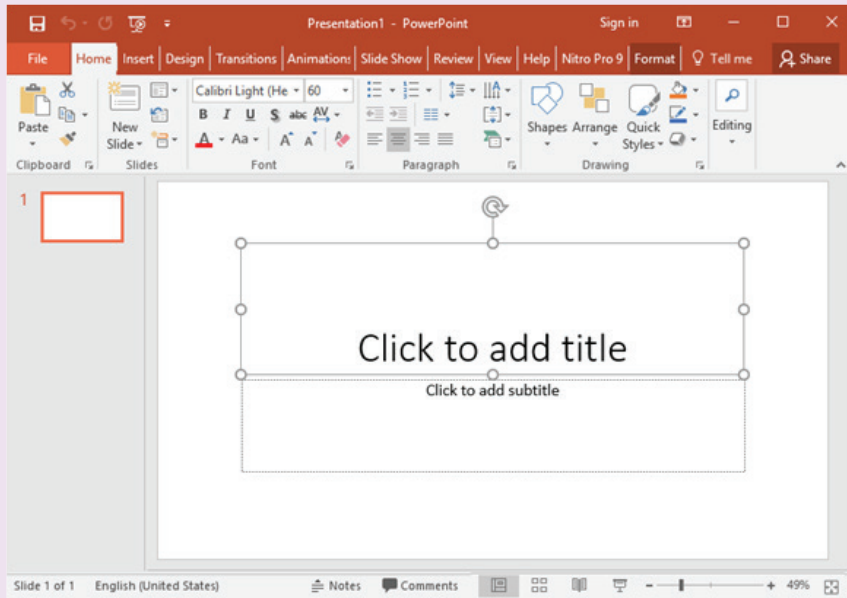 Presentation1 - PowerPoint Sign in
File Home Insert Design Transitions Animation: Slide Show Review View Help Nitro Pro 9 Format Tell me Share
Calibri Light (He 60
B I U S abc AV
A Aa A A
Paste New Slide Shapes Arrange Quick Styles Editing
Clipboard Slides Font Paragraph Drawing
1
Click to add title
Click to add subtitle
Slide 1 of 1 English (United States) Notes Comments - + 49%